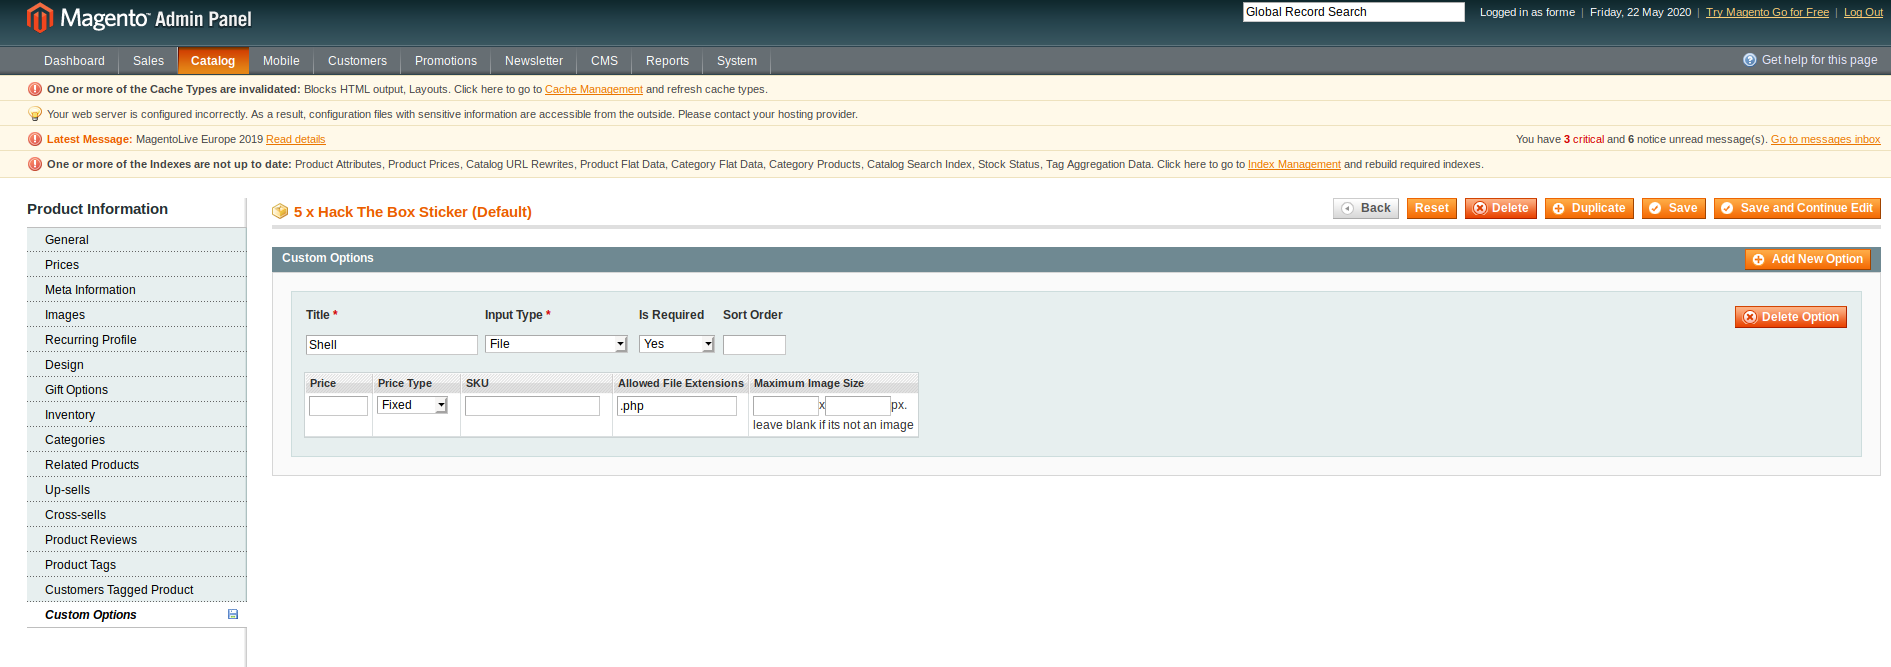 Magento™ Admin Panel
Global Record Search
Logged in as forme | Friday, 22 May 2020 | Try Magento Go for Free | Log Out
Dashboard Sales Catalog Mobile Customers Promotions Newsletter CMS Reports System
Get help for this page
One or more of the Cache Types are invalidated: Blocks HTML output, Layouts. Click here to go to Cache Management and refresh cache types.
Your web server is configured incorrectly. As a result, configuration files with sensitive information are accessible from the outside. Please contact your hosting provider.
Latest Message: MagentoLive Europe 2019 Read details
You have 3 critical and 6 notice unread message(s). Go to messages inbox
One or more of the Indexes are not up to date: Product Attributes, Product Prices, Catalog URL Rewrites, Product Flat Data, Category Flat Data, Category Products, Catalog Search Index, Stock Status, Tag Aggregation Data. Click here to go to Index Management and rebuild required indexes.
Product Information
General
Prices
Meta Information
Images
Recurring Profile
Design
Gift Options
Inventory
Categories
Related Products
Up-sells
Cross-sells
Product Reviews
Product Tags
Customers Tagged Product
Custom Options
5 x Hack The Box Sticker (Default)
Back Reset Delete Duplicate Save Save and Continue Edit
Custom Options
Add New Option
Title * Input Type * Is Required Sort Order
Delete Option
Shell File Yes
Price Price Type SKU Allowed File Extensions Maximum Image Size
Fixed .php x px.
leave blank if its not an image